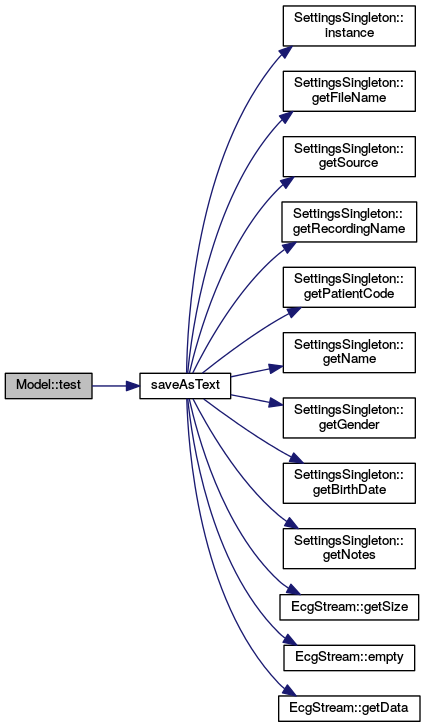 Model::test
saveAsText
SettingsSingleton::
instance
SettingsSingleton::
getFileName
SettingsSingleton::
getSource
SettingsSingleton::
getRecordingName
SettingsSingleton::
getPatientCode
SettingsSingleton::
getName
SettingsSingleton::
getGender
SettingsSingleton::
getBirthDate
SettingsSingleton::
getNotes
EcgStream::getSize
EcgStream::empty
EcgStream::getData